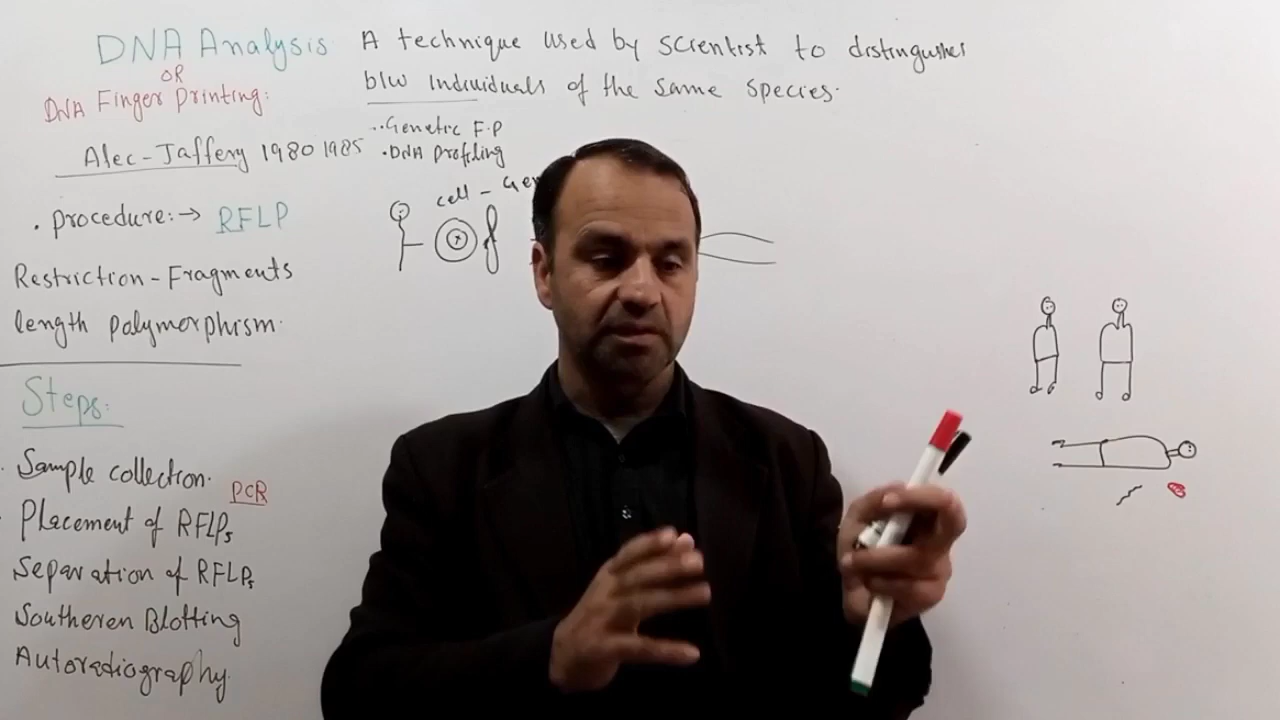 DNA Analysis
OR
DNA Finger Printing:
A technique used by scientist to distinguishes
b/w individuals of the same species.
Alec-Jaffery 1980 1985
..Genetic F.P
.DNA profiling
cell - Gen
. procedure:→ RFLP
Restriction-Fragments
length polymorphism.
Steps:
. Sample collection.
PCR
. Placement of RFLPs
Separation of RFLPs
Southeren Blotting
Autoradiography